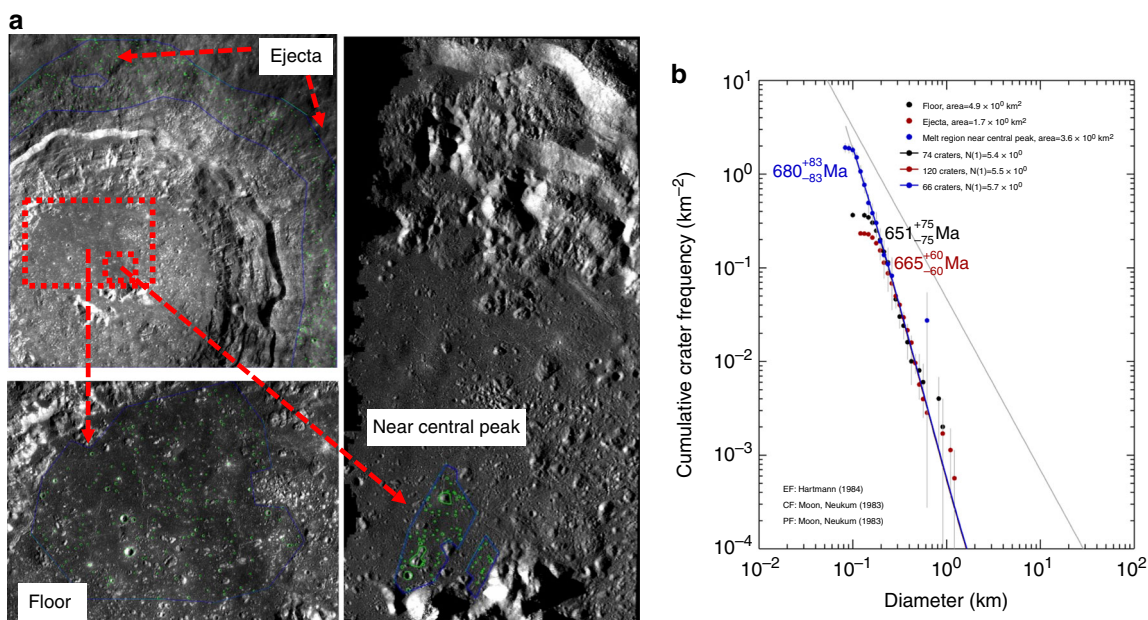 a
Ejecta
Near central peak
Floor
b
Cumulative crater frequency (km⁻²)
10¹
10⁰
10⁻¹
10⁻²
10⁻³
10⁻⁴
Floor, area=4.9 × 10⁰ km²
Ejecta, area=1.7 × 10⁰ km²
Melt region near central peak, area=3.6 × 10⁰ km²
74 craters, N(1)=5.4 × 10⁰
120 craters, N(1)=5.5 × 10⁰
66 craters, N(1)=5.7 × 10⁰
680+83−83Ma
651+75−75Ma
665+60−60Ma
EF: Hartmann (1984)
CF: Moon, Neukum (1983)
PF: Moon, Neukum (1983)
10⁻² 10⁻¹ 10⁰ 10¹ 10²
Diameter (km)